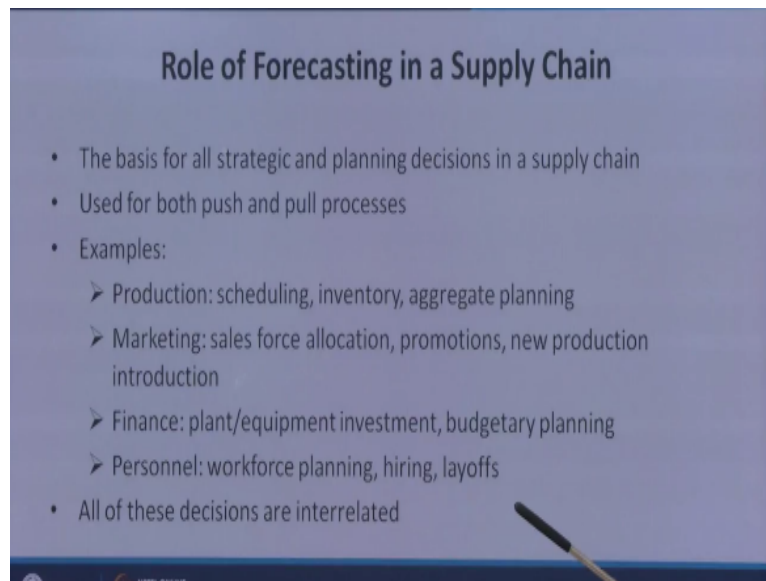 Role of Forecasting in a Supply Chain
• The basis for all strategic and planning decisions in a supply chain
• Used for both push and pull processes
• Examples:
➢ Production: scheduling, inventory, aggregate planning
➢ Marketing: sales force allocation, promotions, new production
introduction
➢ Finance: plant/equipment investment, budgetary planning
➢ Personnel: workforce planning, hiring, layoffs
• All of these decisions are interrelated